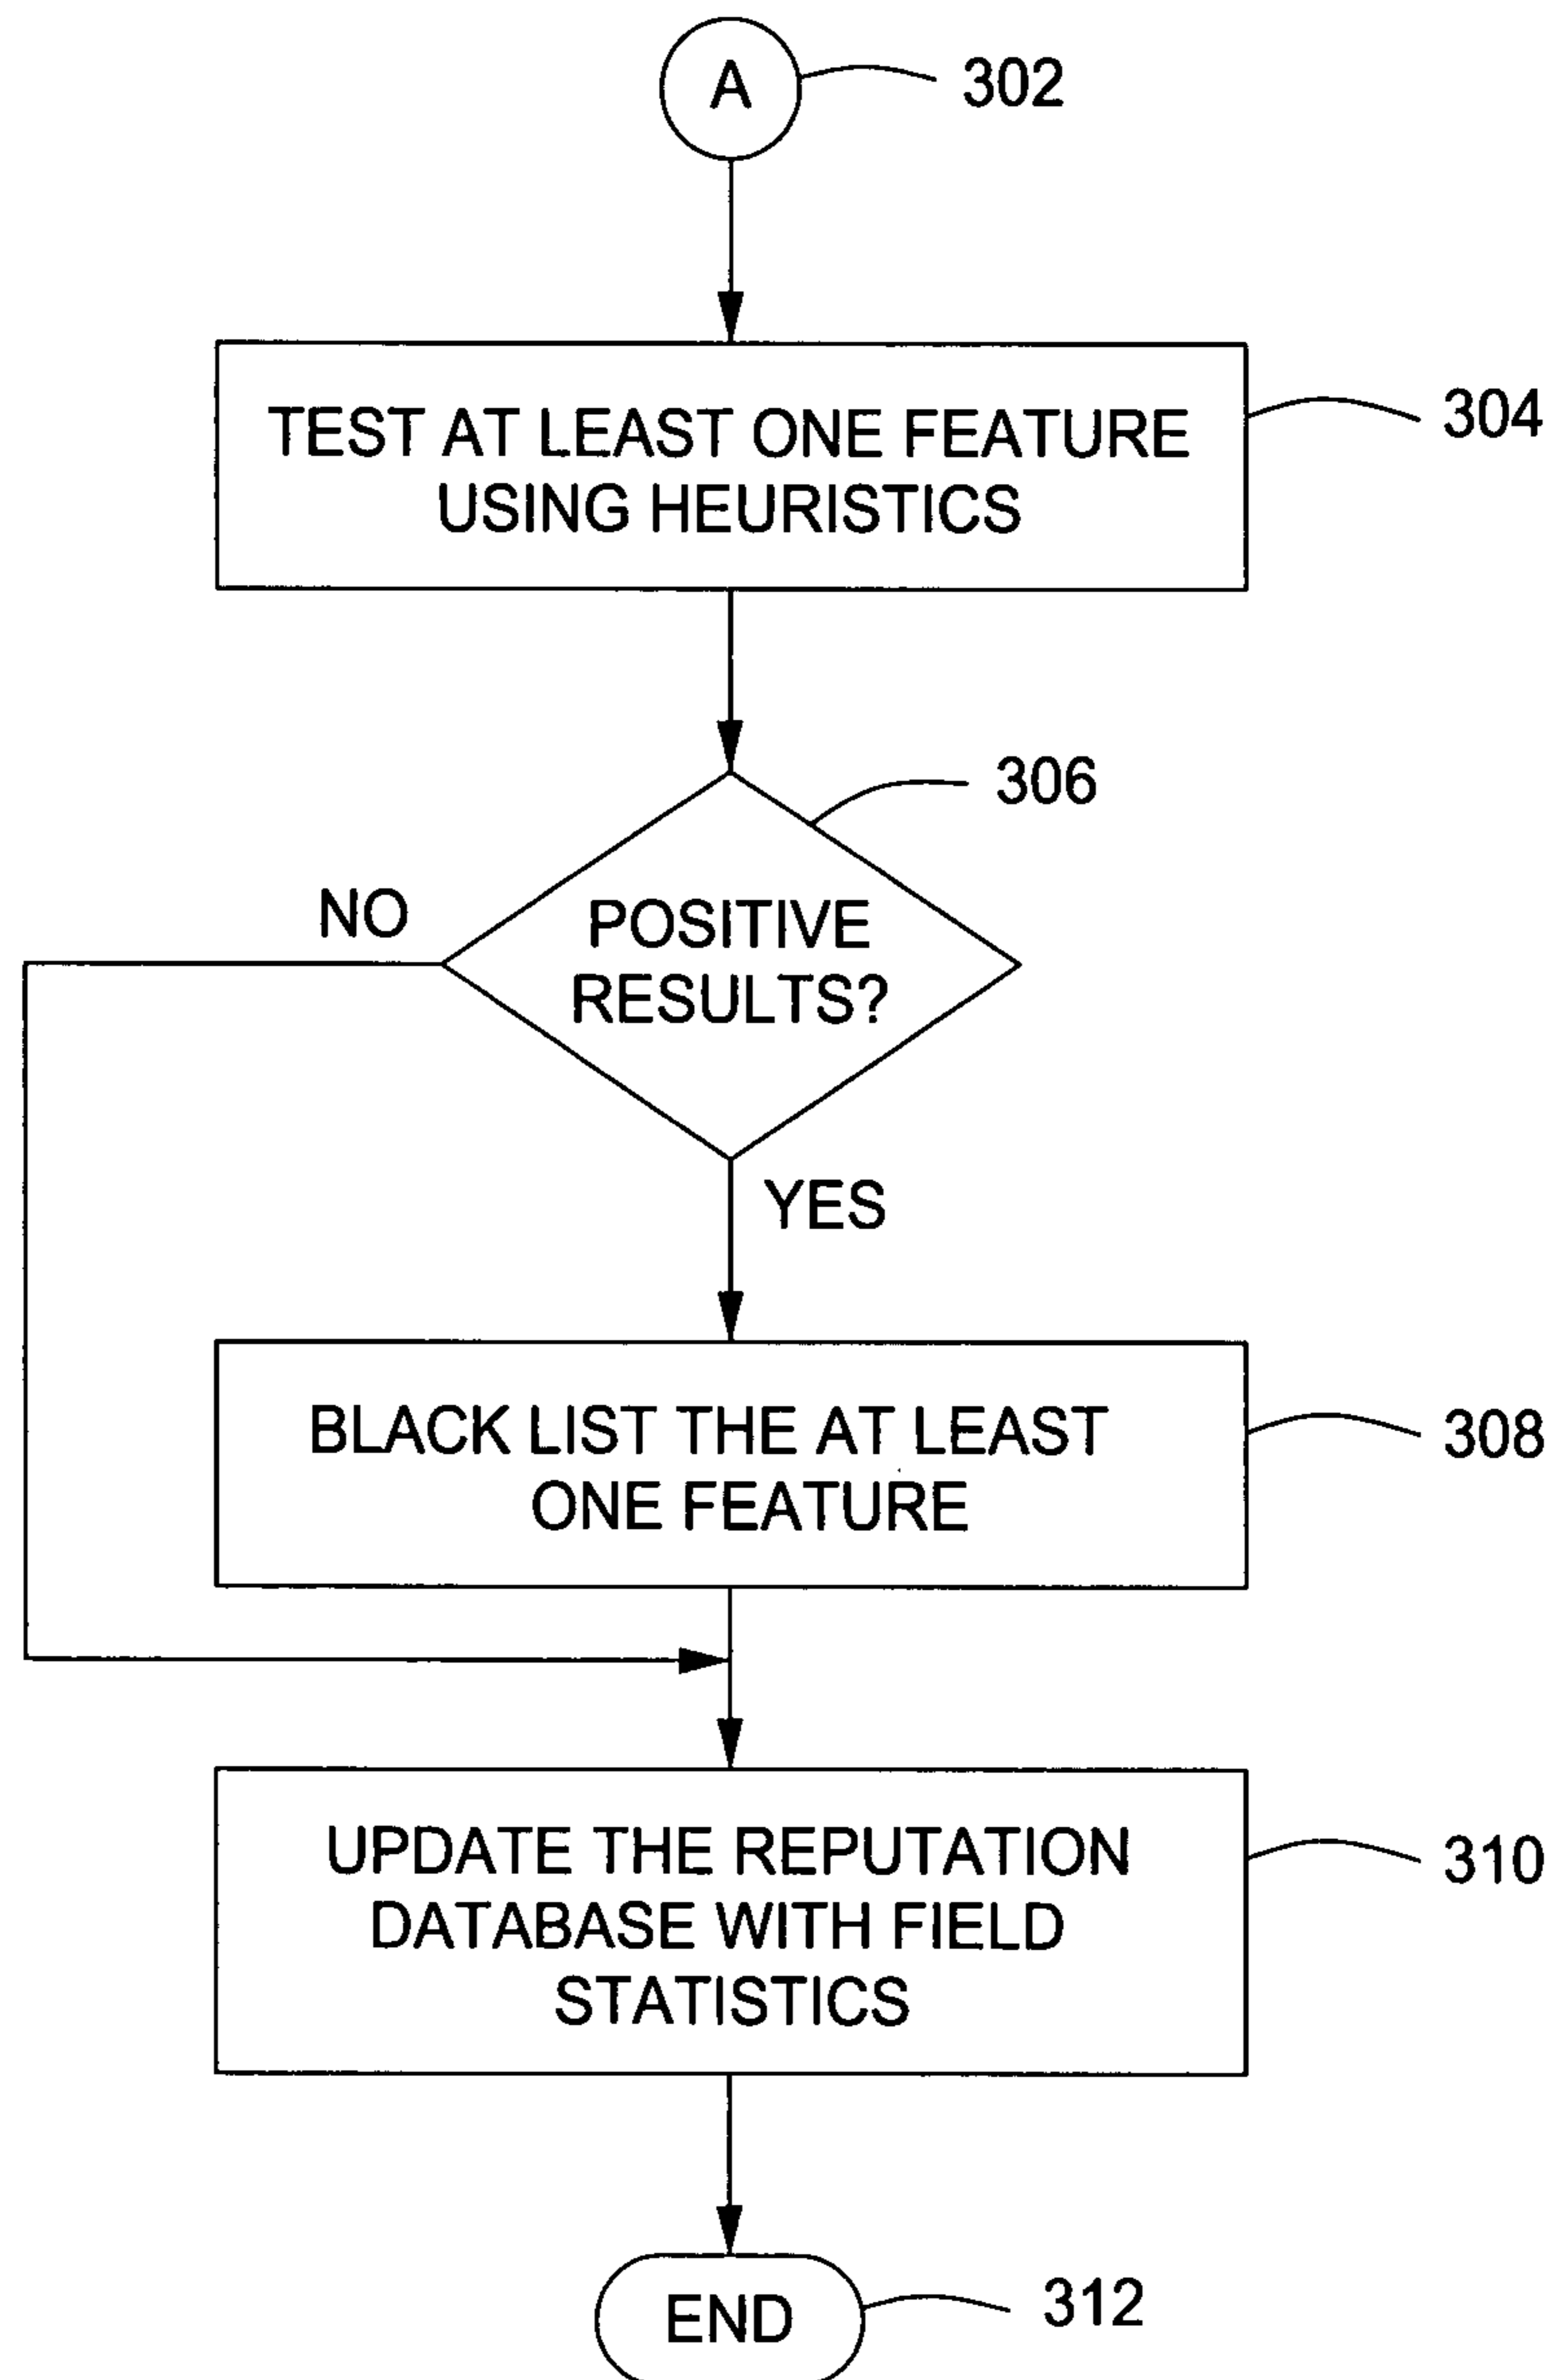 A
302
TEST AT LEAST ONE FEATURE
USING HEURISTICS
304
306
NO
POSITIVE
RESULTS?
YES
BLACK LIST THE AT LEAST
ONE FEATURE
308
UPDATE THE REPUTATION
DATABASE WITH FIELD
STATISTICS
310
END
312